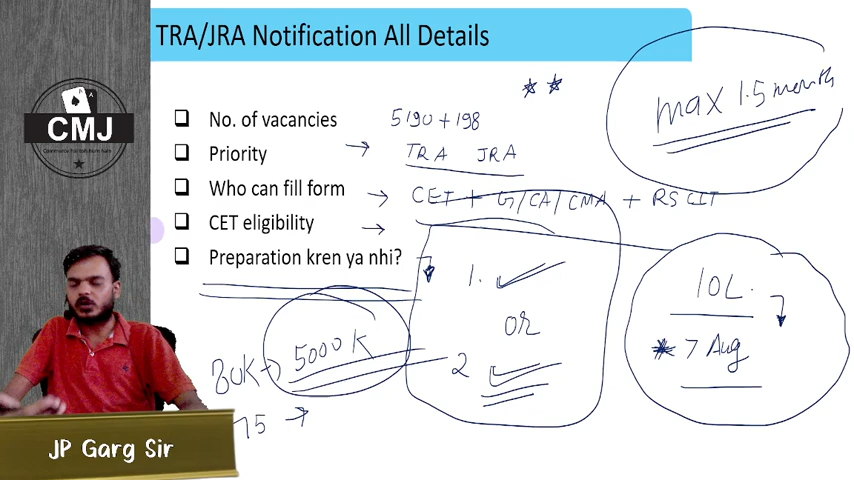 TRA/JRA Notification All Details
CMJ
No. of vacancies 5190 + 198
Priority → TRA JRA
Who can fill form → CET + G/CA/CMA + RSCIT
CET eligibility →
Preparation kren ya nhi?
max 1.5 month
1.
or
2
10L.
7 Aug
80K → 5000K
75 →
JP Garg Sir